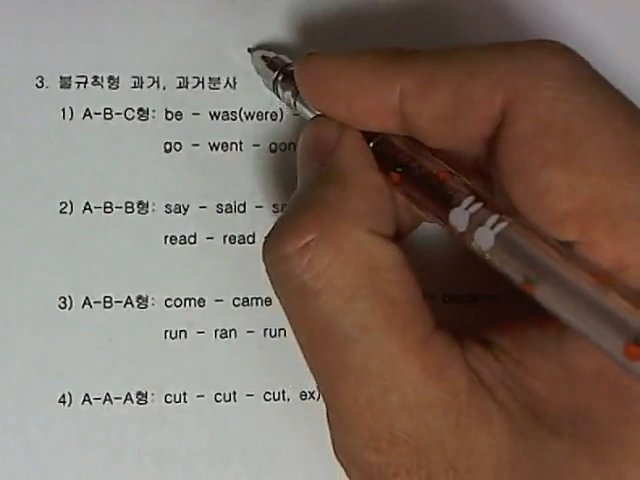 3. 불규칙형 과거, 과거분사
1) A-B-C형: be - was(were) -
go - went - gon
2) A-B-B형: say - said - sa
read - read
3) A-B-A형: come - came
run - ran - run
4) A-A-A형: cut - cut - cut, ex)